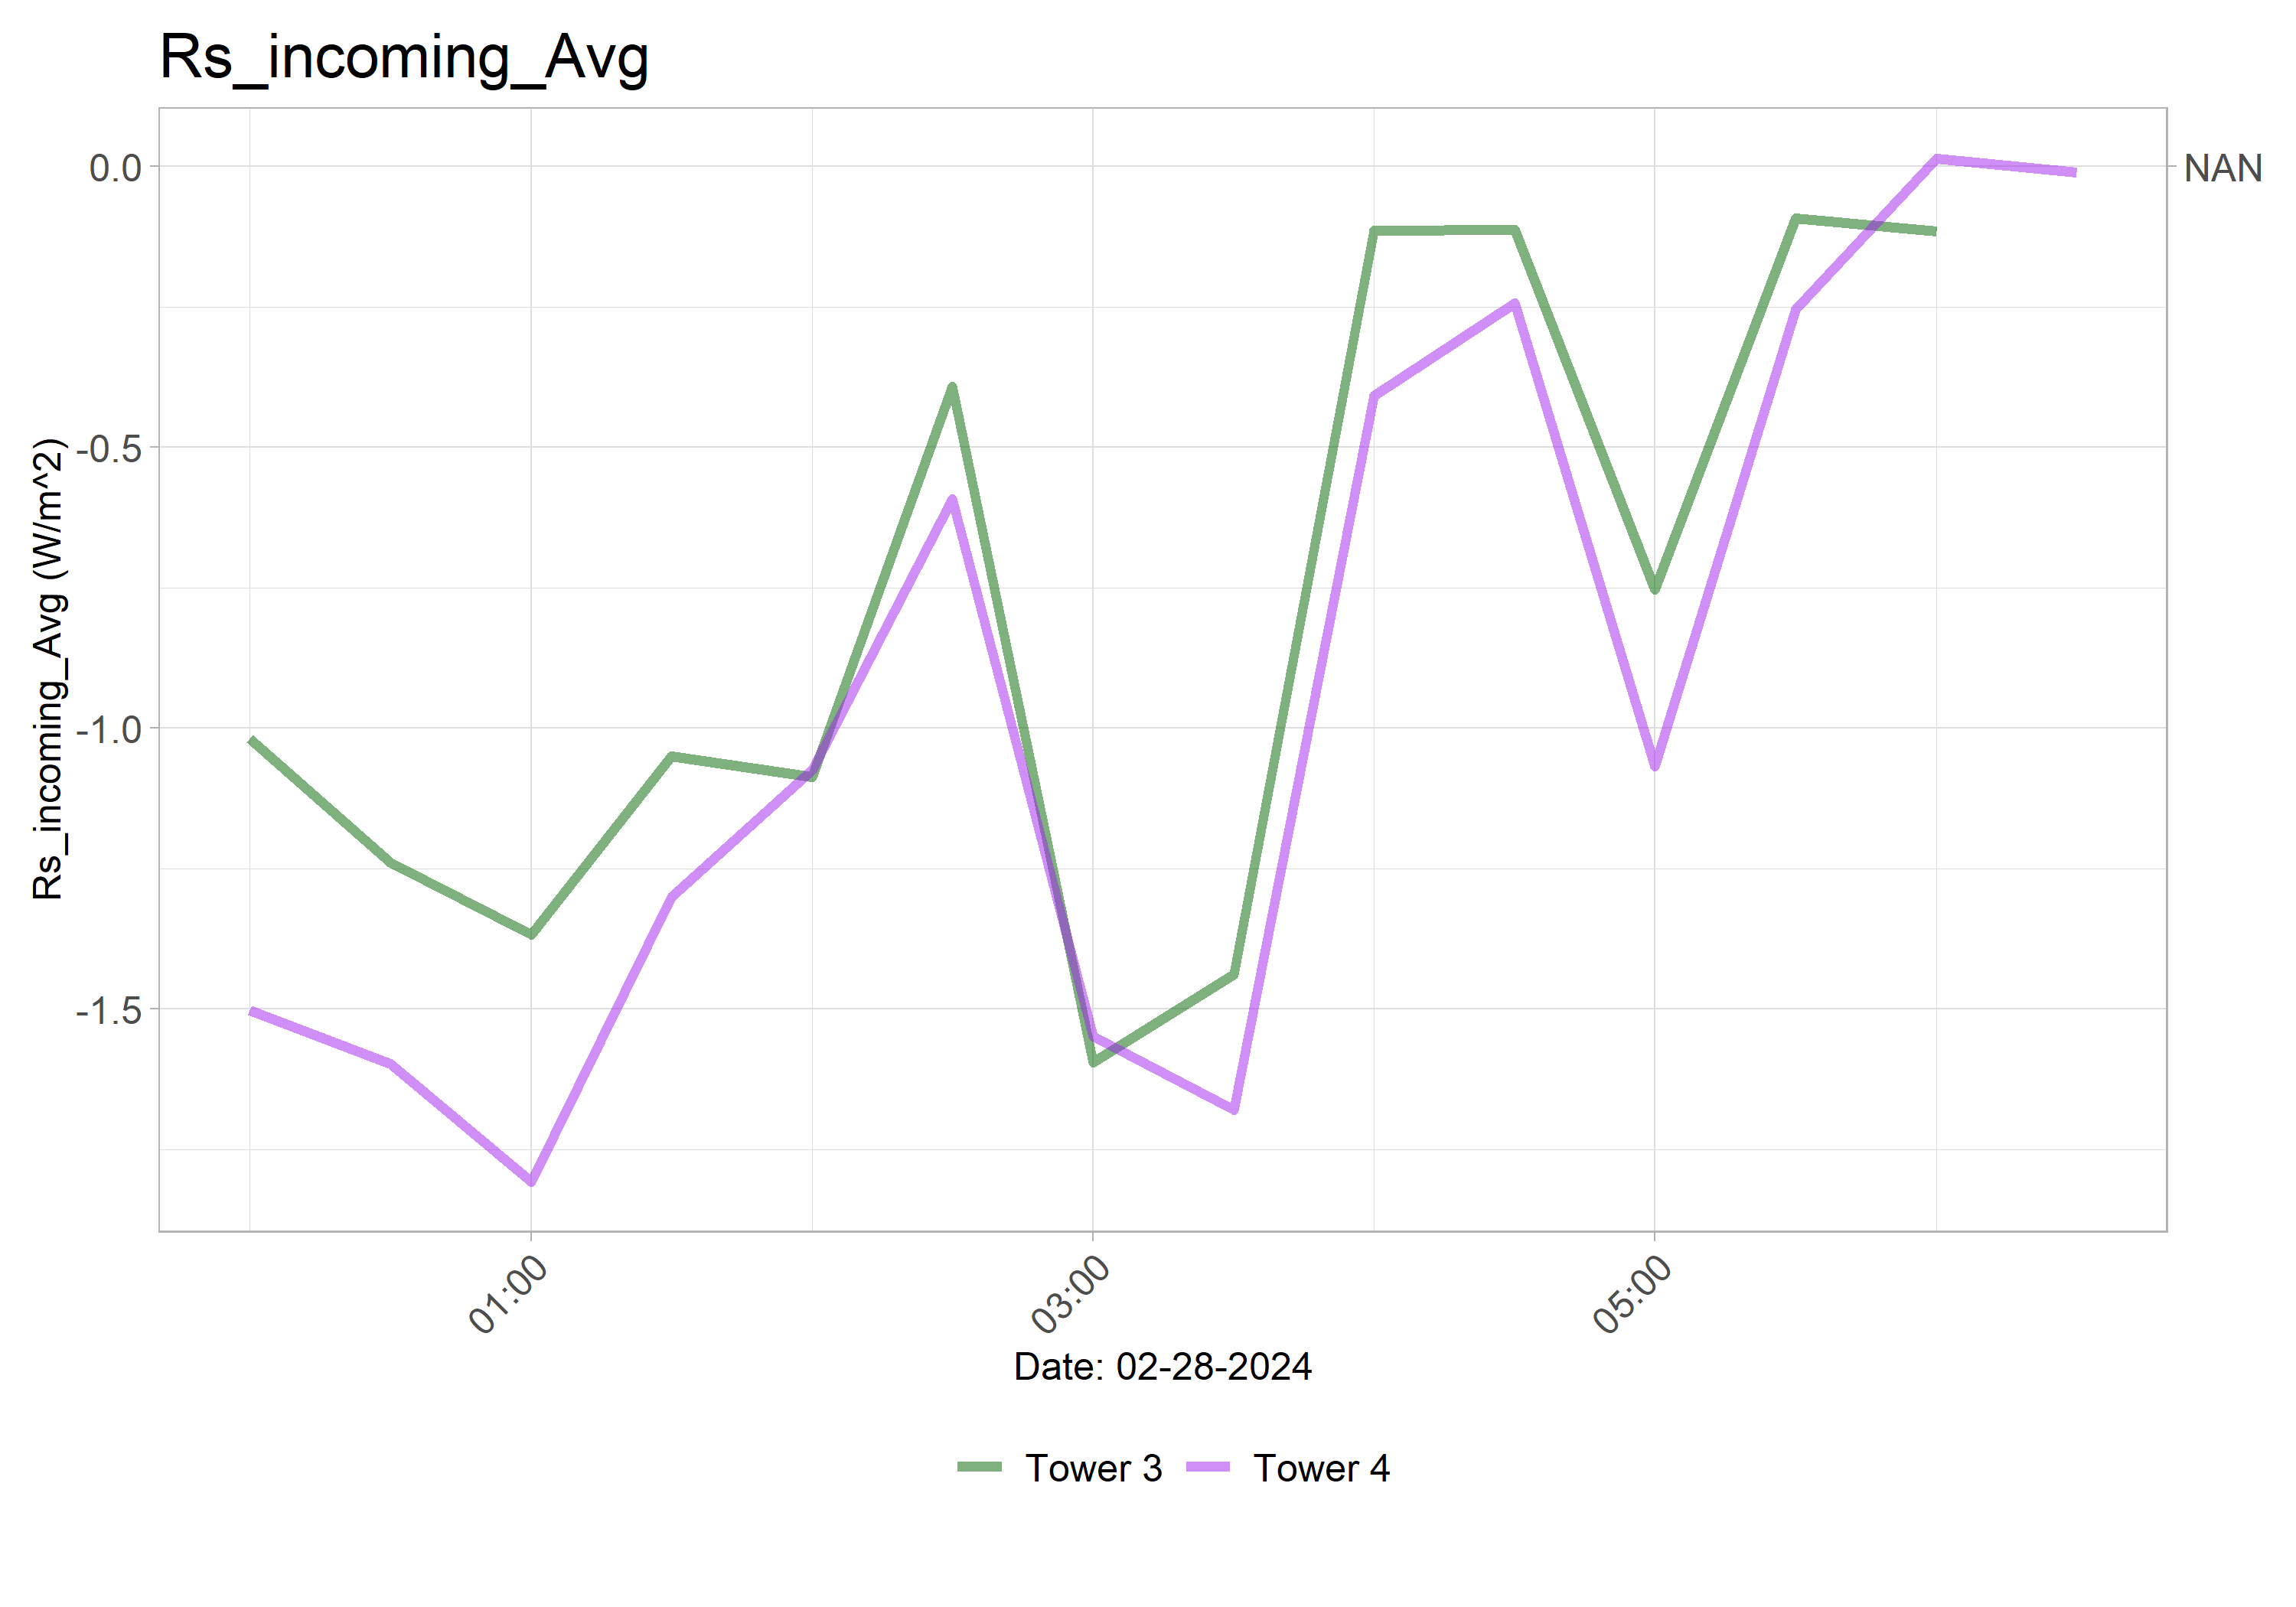 Rs_incoming_Avg
Rs_incoming_Avg (W/m^2)
0.0
-0.5
-1.0
-1.5
NAN
01:00
03:00
05:00
Date: 02-28-2024
Tower 3
Tower 4